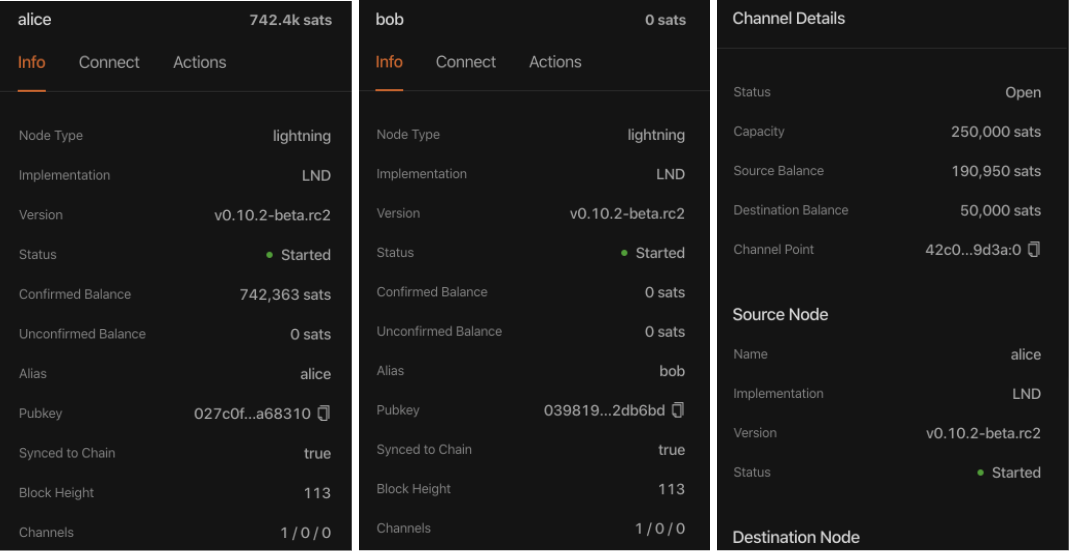 alice 742.4k sats
Info Connect Actions
Node Type lightning
Implementation LND
Version v0.10.2-beta.rc2
Status Started
Confirmed Balance 742,363 sats
Unconfirmed Balance 0 sats
Alias alice
Pubkey 027c0f...a68310
Synced to Chain true
Block Height 113
Channels 1 / 0 / 0
bob 0 sats
Info Connect Actions
Node Type lightning
Implementation LND
Version v0.10.2-beta.rc2
Status Started
Confirmed Balance 0 sats
Unconfirmed Balance 0 sats
Alias bob
Pubkey 039819...2db6bd
Synced to Chain true
Block Height 113
Channels 1 / 0 / 0
Channel Details
Status Open
Capacity 250,000 sats
Source Balance 190,950 sats
Destination Balance 50,000 sats
Channel Point 42c0...9d3a:0
Source Node
Name alice
Implementation LND
Version v0.10.2-beta.rc2
Status Started
Destination Node